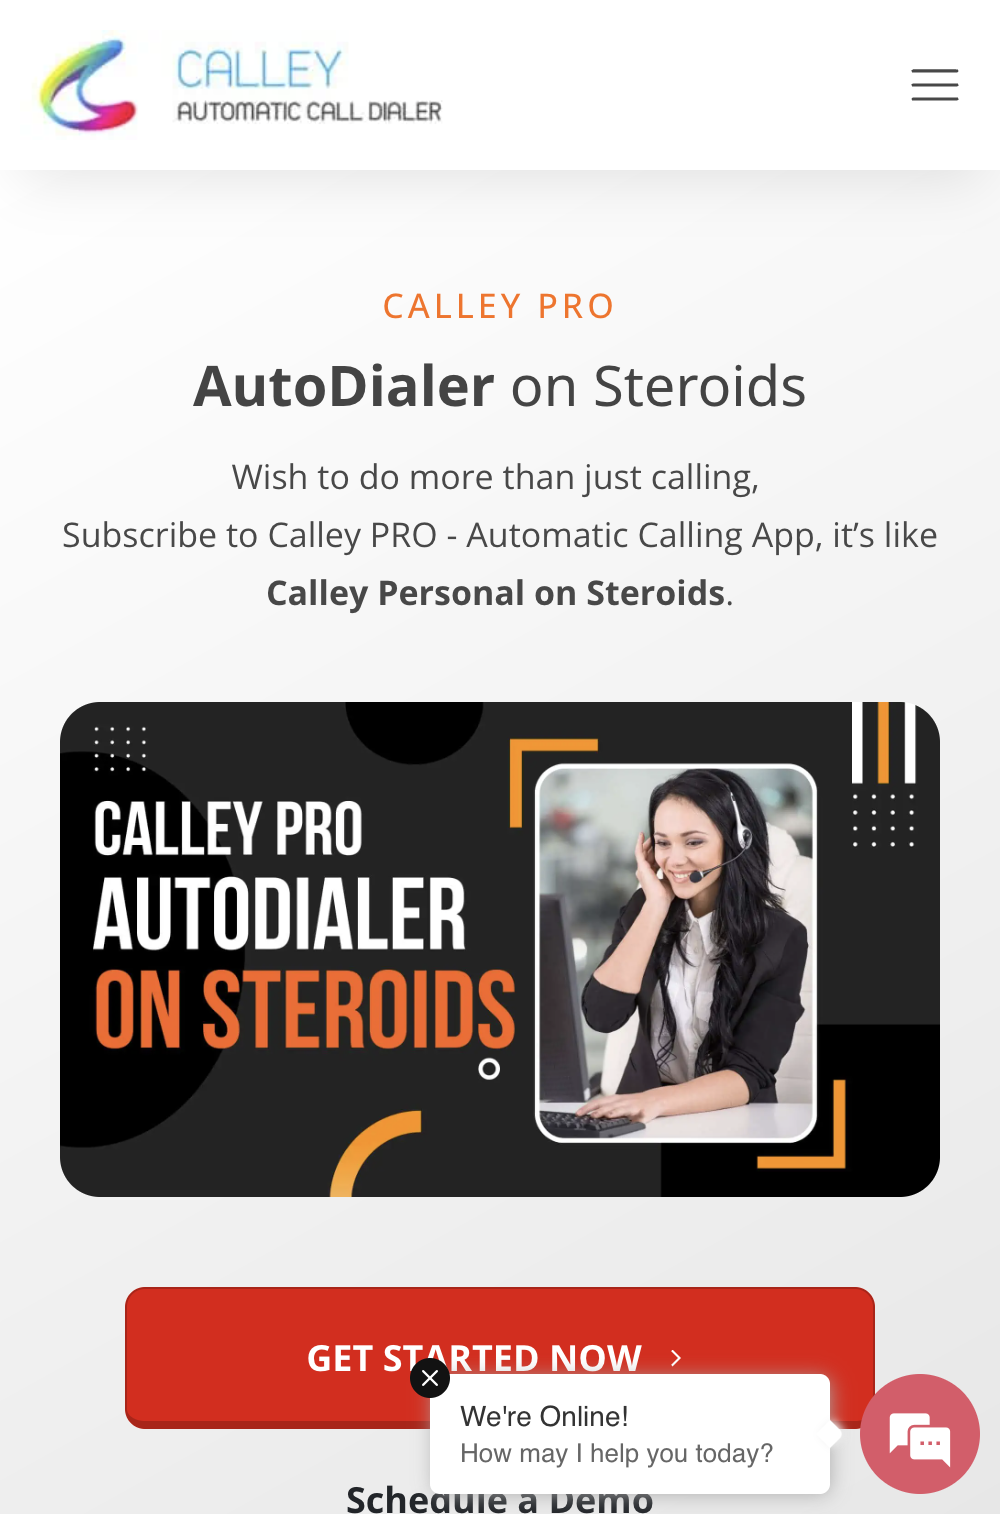 CALLEY
AUTOMATIC CALL DIALER
CALLEY PRO
AutoDialer on Steroids
Wish to do more than just calling,
Subscribe to Calley PRO - Automatic Calling App, it’s like
Calley Personal on Steroids.
CALLEY PRO
AUTODIALER
ON STEROIDS
GET STARTED NOW
We're Online!
How may I help you today?
Schedule a Demo